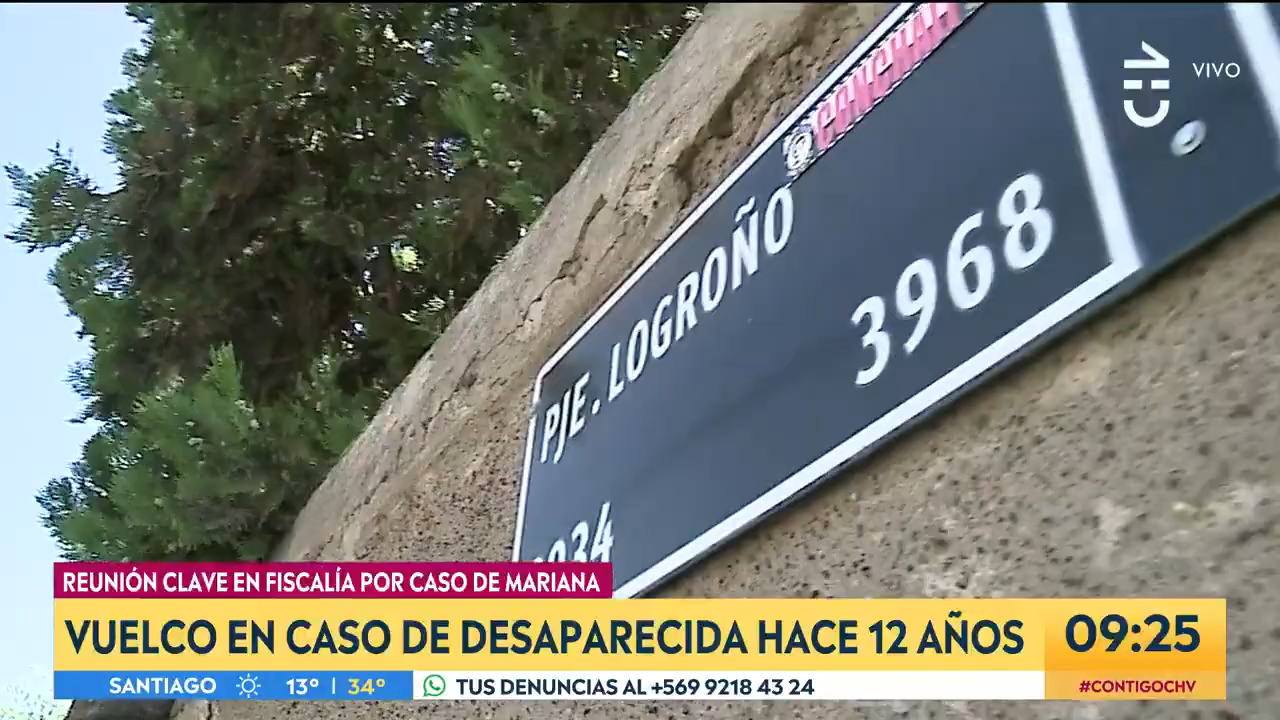 CHV
VIVO
PJE. LOGROÑO
3968
REUNIÓN CLAVE EN FISCALÍA POR CASO DE MARIANA
VUELCO EN CASO DE DESAPARECIDA HACE 12 AÑOS
09:25
SANTIAGO 13° | 34° TUS DENUNCIAS AL +569 9218 43 24
#CONTIGOCHV